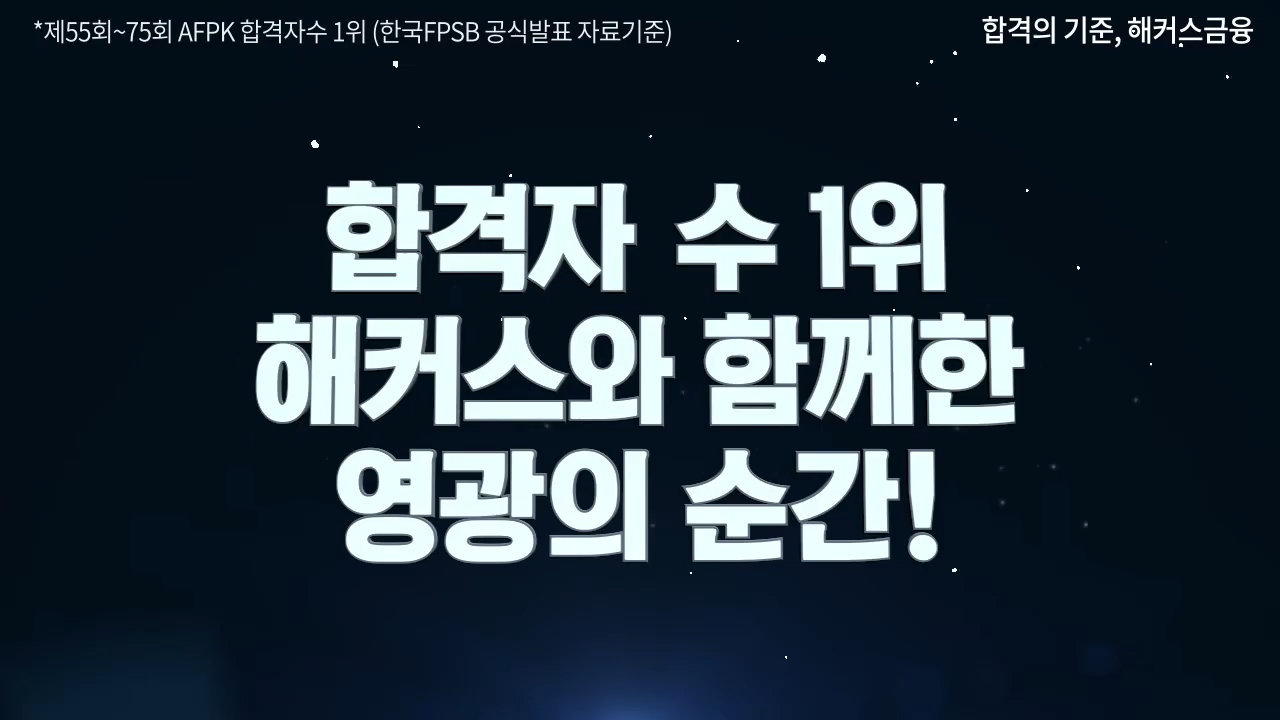 *제55회~75회 AFPK 합격자수 1위 (한국FPSB 공식발표 자료기준)
합격의 기준, 해커스금융
합격자 수 1위
해커스와 함께한
영광의 순간!